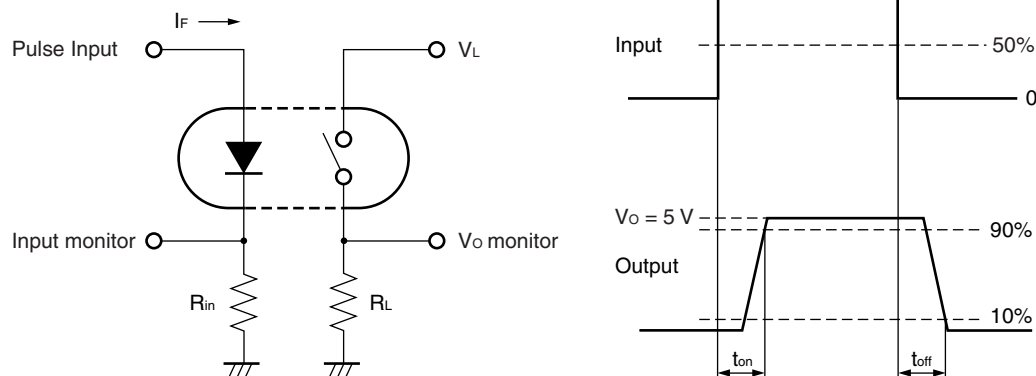 IF
Pulse Input
VL
Input monitor
VO monitor
Rin
RL
Input
50%
0
VO = 5 V
90%
Output
10%
ton
toff